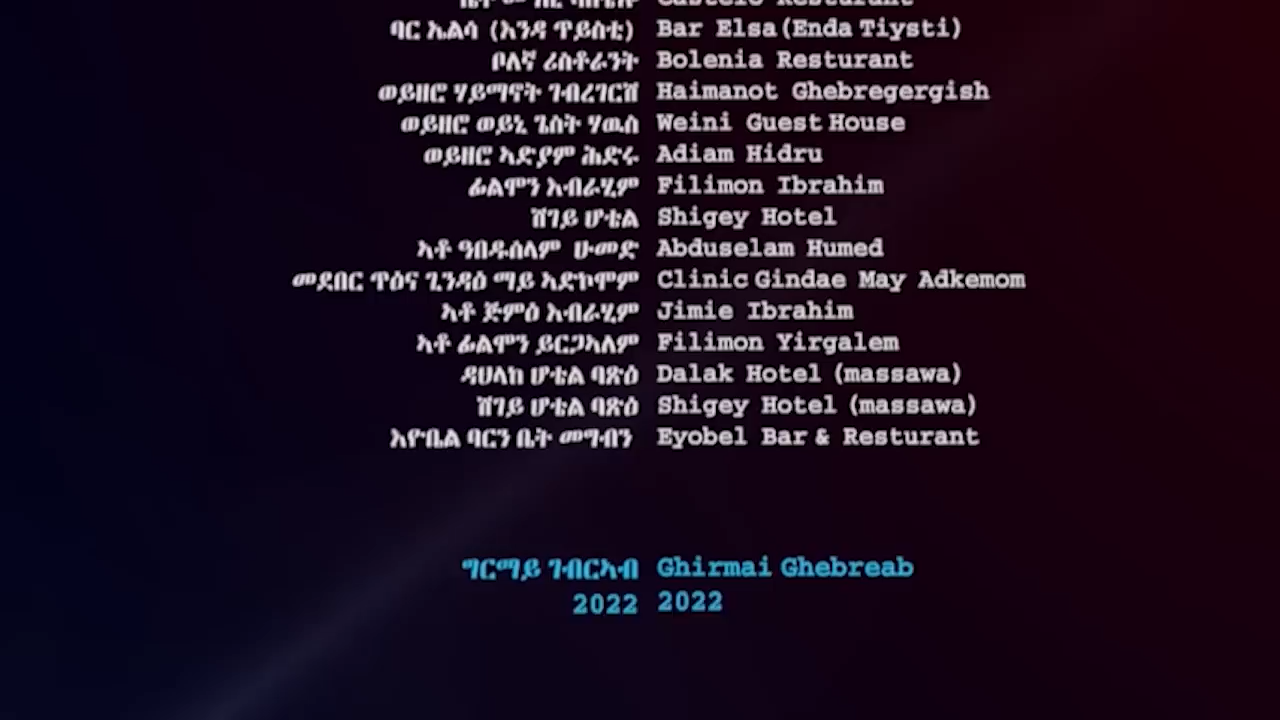 ባር ኤልሳ (እንዳ ጥይስቲ) Bar Elsa(Enda Tiysti)
ቦለኛ ሪስቶራንት Bolenia Resturant
ወይዘሮ ሃይማኖት ገብረገርሽ Haimanot Ghebregergish
ወይዘሮ ወይኒ ጌስት ሃዉስ Weini Guest House
ወይዘሮ ኣድያም ሕድሩ Adiam Hidru
ፊልሞን እብራሂም Filimon Ibrahim
ሽገይ ሆቴል Shigey Hotel
ኣቶ ዓበዱሰላም ሁመድ Abduselam Humed
መደበር ጥዕና ጊንዳዕ ማይ ኣድኮሞም Clinic Gindae May Adkemom
ኣቶ ጅምዕ እብራሂም Jimie Ibrahim
ኣቶ ፊልሞን ይርጋኣለም Filimon Yirgalem
ዳህላክ ሆቴል ባጽዕ Dalak Hotel (massawa)
ሽገይ ሆቴል ባጽዕ Shigey Hotel (massawa)
እዮቤል ባርን ቤት መግብን Eyobel Bar & Resturant
ግርማይ ገብርኣብ Ghirmai Ghebreab
2022 2022